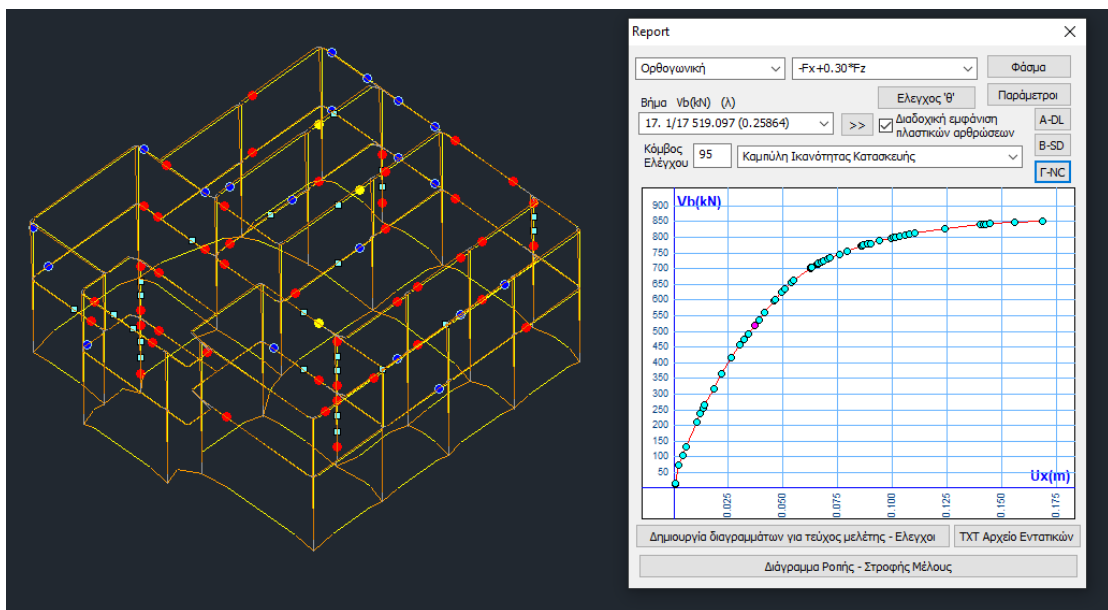 Report
Ορθογωνική -Fx+0.30*Fz Φάσμα
Ελεγχος 'θ' Παράμετροι
Βήμα Vb(kN) (λ)
17. 1/17 519.097 (0.25864) >> Διαδοχική εμφάνιση πλαστικών αρθρώσεων A-DL
B-SD
Κόμβος Ελέγχου 95 Καμπύλη Ικανότητας Κατασκευής
Γ-NC
Vb(kN)
900
850
800
750
700
650
600
550
500
450
400
350
300
250
200
150
100
50
Ux(m)
0.025 0.050 0.075 0.100 0.125 0.150 0.175
Δημιουργία διαγραμμάτων για τεύχος μελέτης - Ελεγχοι TXT Αρχείο Εντατικών
Διάγραμμα Ροπής - Στροφής Μέλους